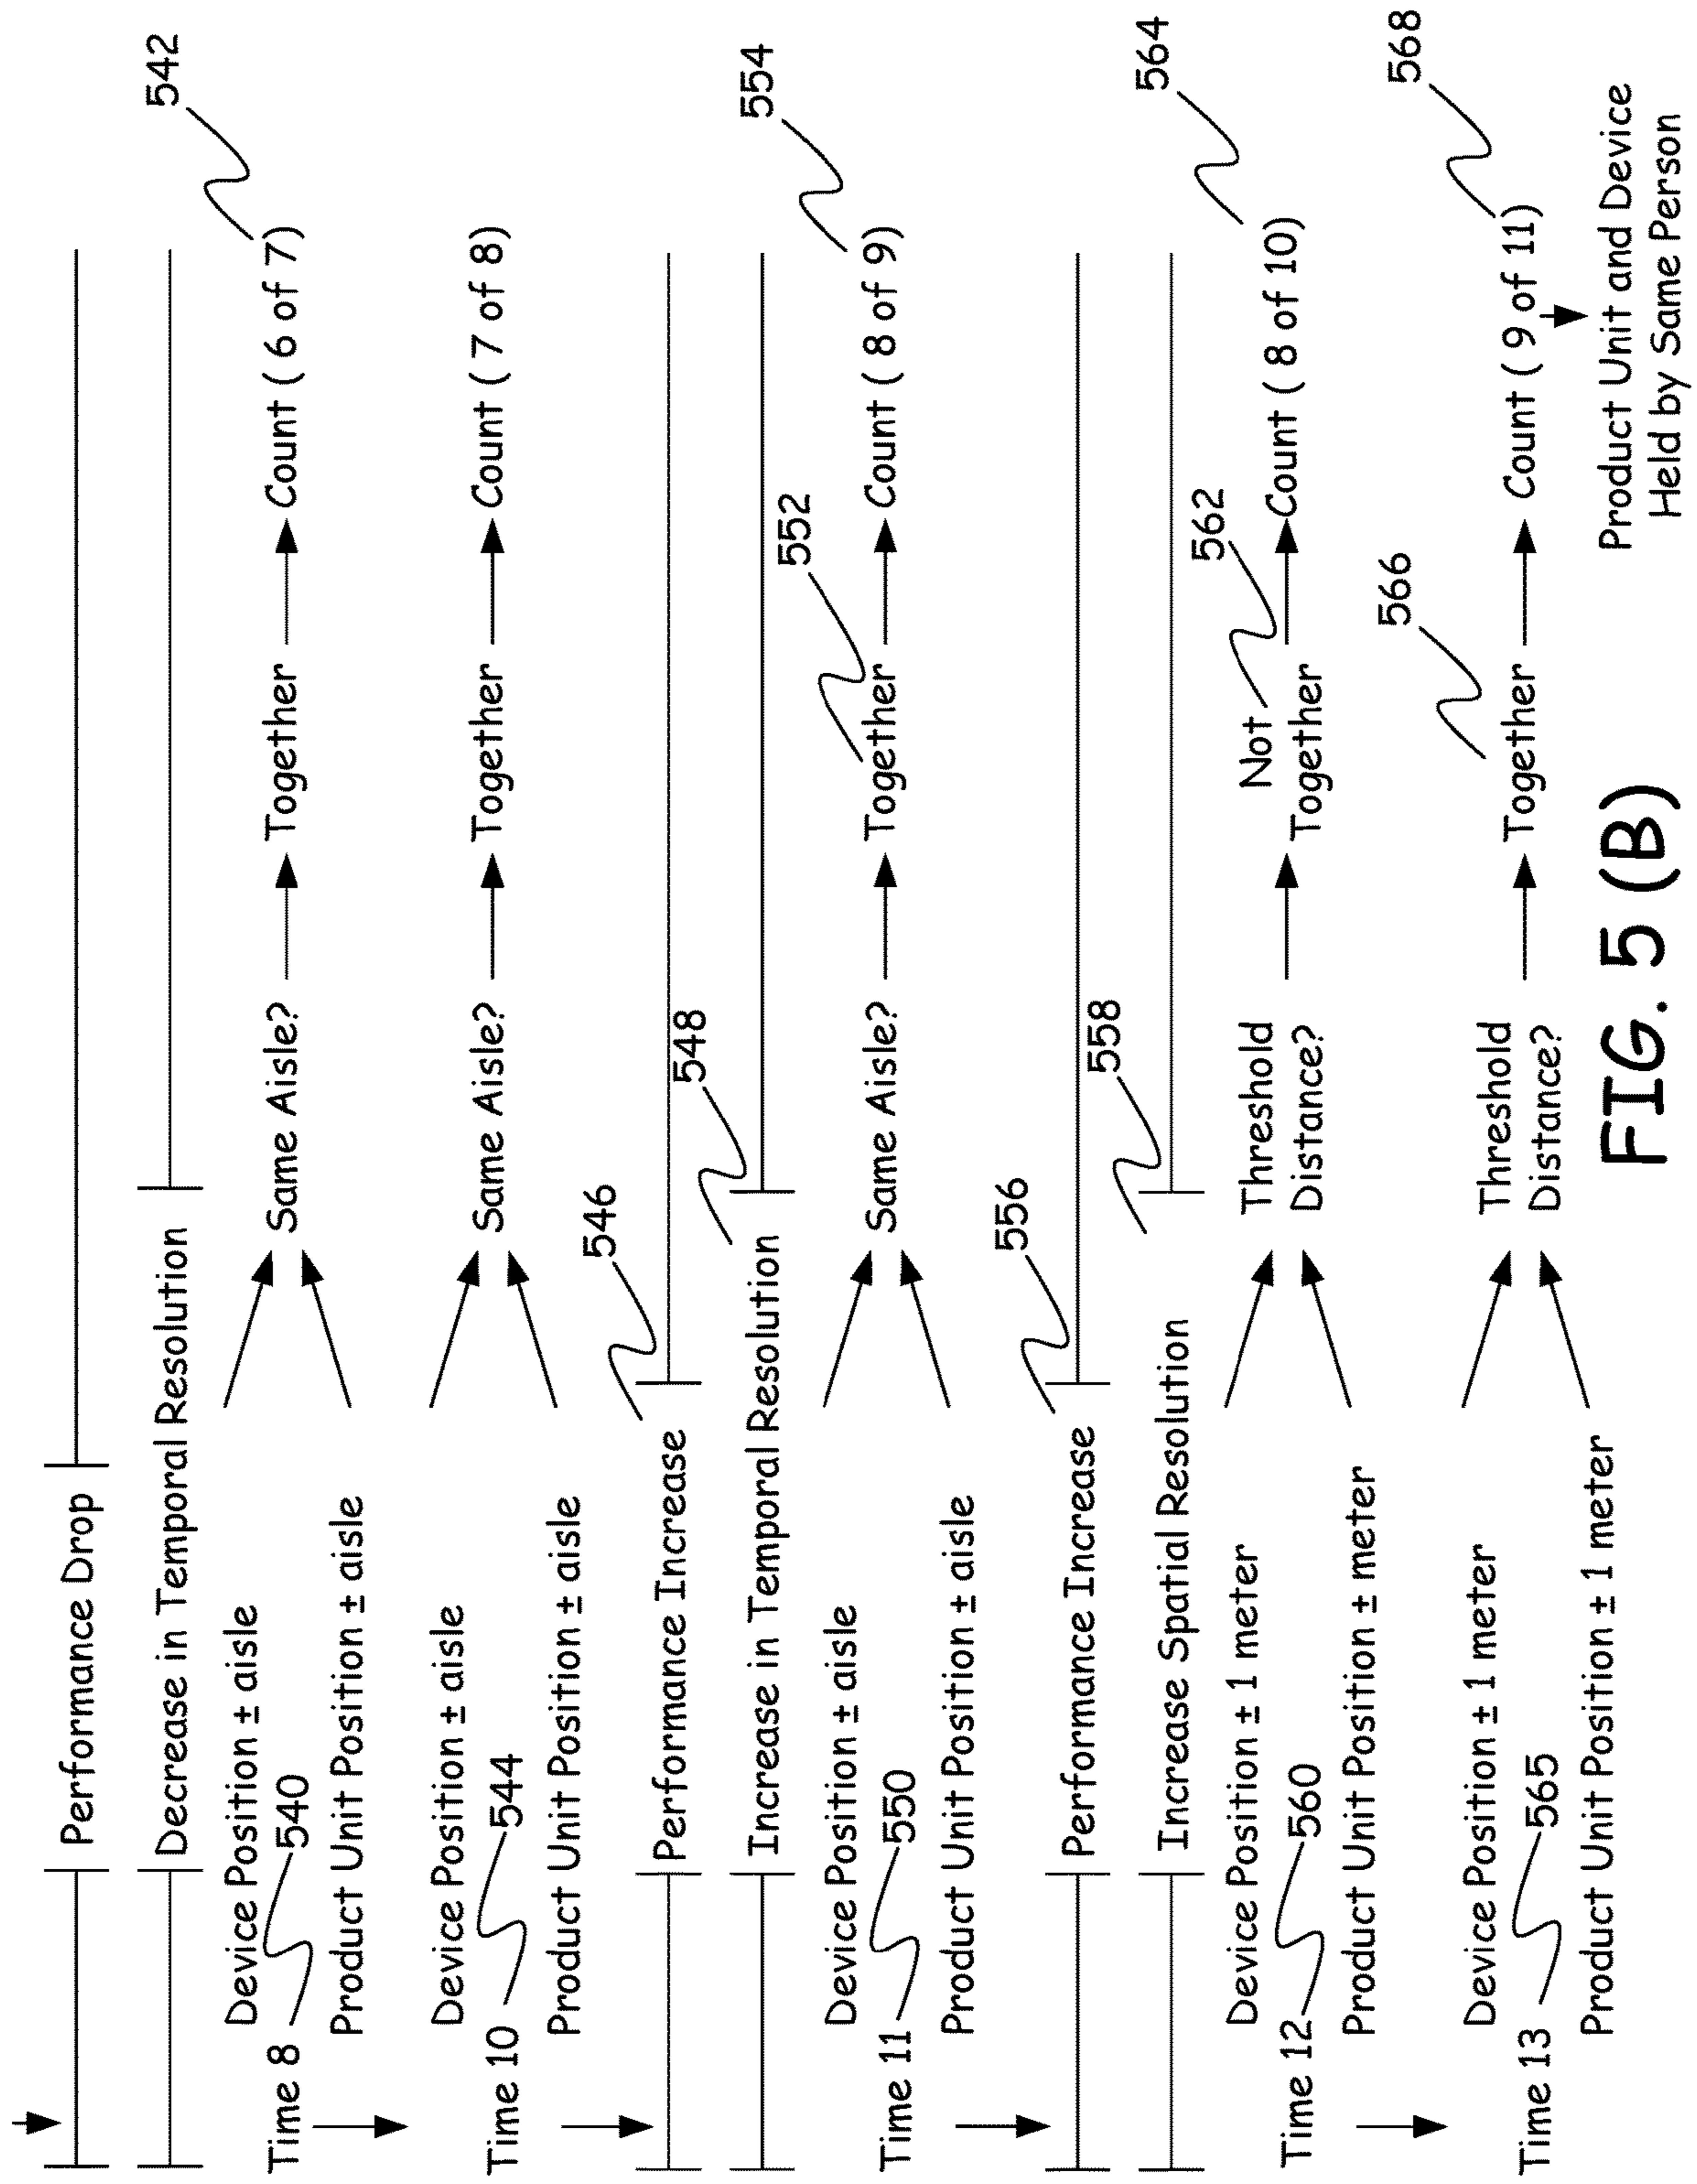 Performance Drop
Decrease in Temporal Resolution
542
Device Position ± aisle
Time 8
540
Product Unit Position ± aisle
Same Aisle?
Together
Count ( 6 of 7)
Device Position ± aisle
Time 10
544
Product Unit Position ± aisle
Same Aisle?
Together
Count ( 7 of 8)
546
Performance Increase
548
Increase in Temporal Resolution
552
554
Device Position ± aisle
Time 11
550
Product Unit Position ± aisle
Same Aisle?
Together
Count ( 8 of 9)
556
Performance Increase
558
Increase Spatial Resolution
562
564
Device Position ± 1 meter
Time 12
560
Product Unit Position ± meter
Threshold
Distance?
Not
Together
Count ( 8 of 10)
566
568
Device Position ± 1 meter
Time 13
565
Product Unit Position ± 1 meter
Threshold
Distance?
Together
Count ( 9 of 11)
Product Unit and Device
Held by Same Person
FIG. 5 (B)